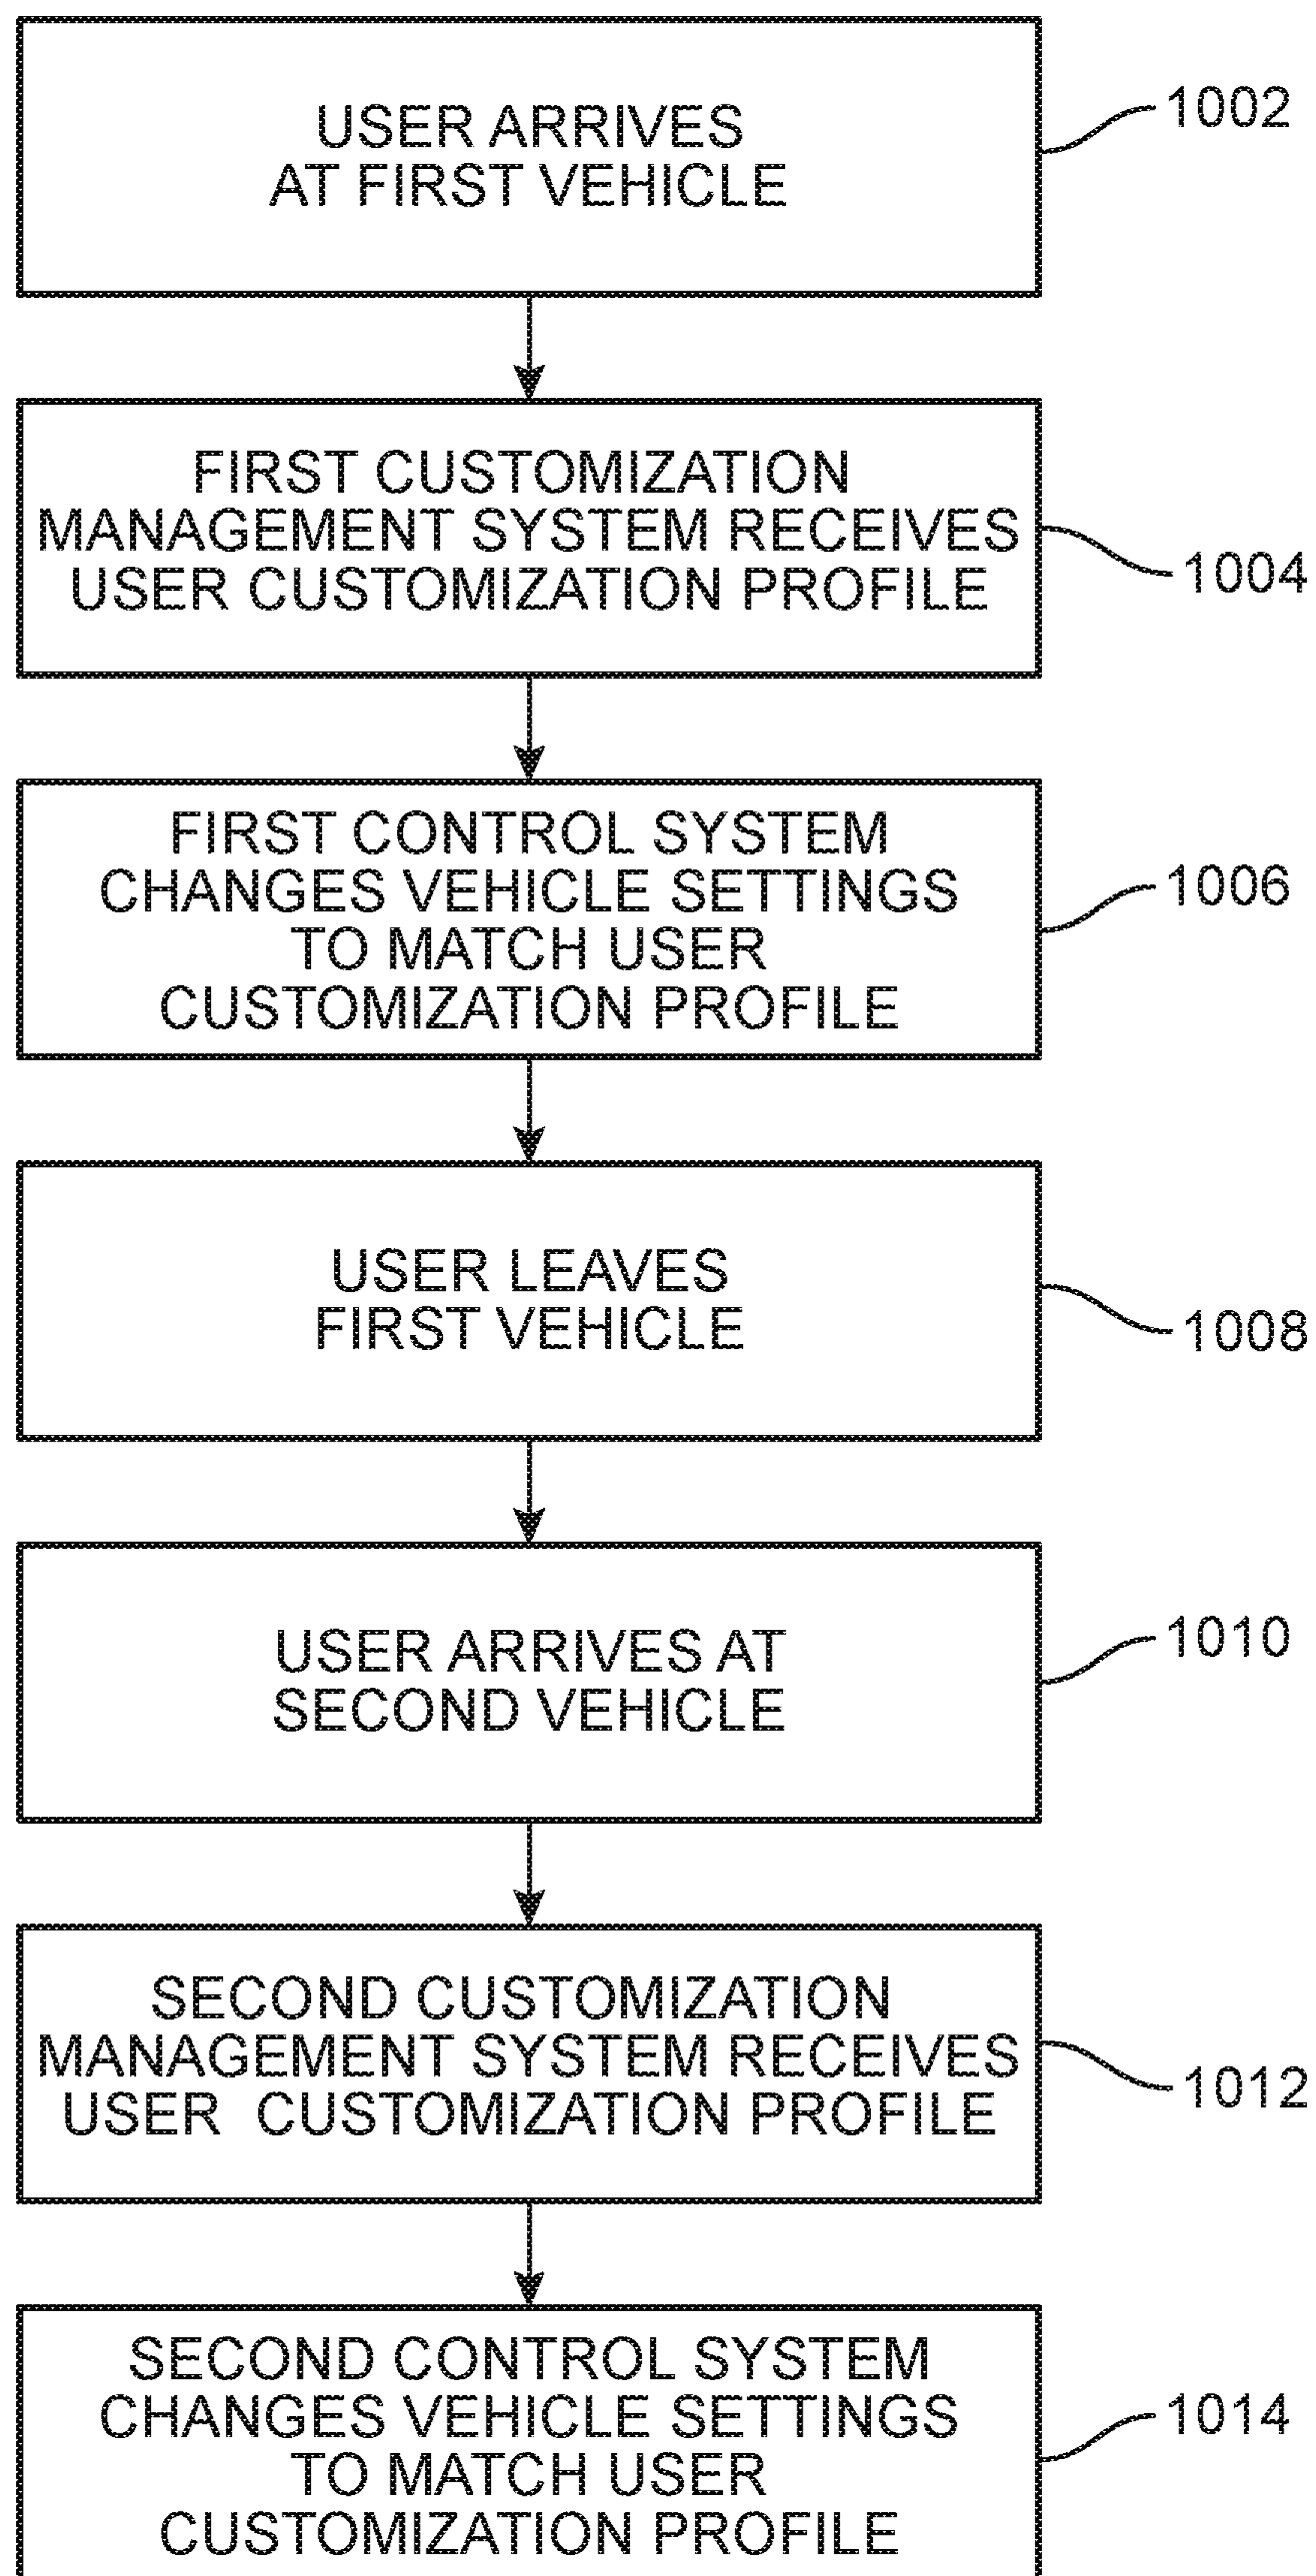 USER ARRIVES
AT FIRST VEHICLE
1002
FIRST CUSTOMIZATION
MANAGEMENT SYSTEM RECEIVES
USER CUSTOMIZATION PROFILE
1004
FIRST CONTROL SYSTEM
CHANGES VEHICLE SETTINGS
TO MATCH USER
CUSTOMIZATION PROFILE
1006
USER LEAVES
FIRST VEHICLE
1008
USER ARRIVES AT
SECOND VEHICLE
1010
SECOND CUSTOMIZATION
MANAGEMENT SYSTEM RECEIVES
USER CUSTOMIZATION PROFILE
1012
SECOND CONTROL SYSTEM
CHANGES VEHICLE SETTINGS
TO MATCH USER
CUSTOMIZATION PROFILE
1014